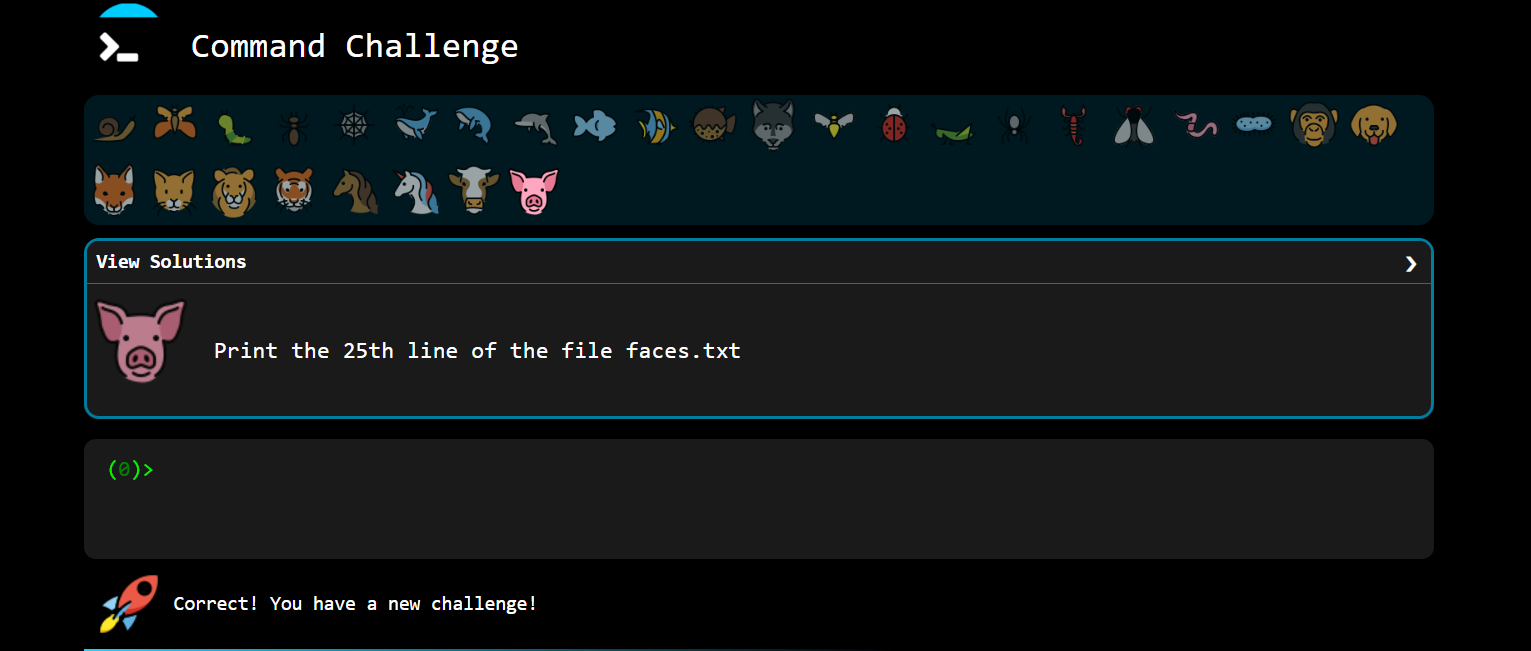 Command Challenge
View Solutions
Print the 25th line of the file faces.txt
(0)>
Correct! You have a new challenge!